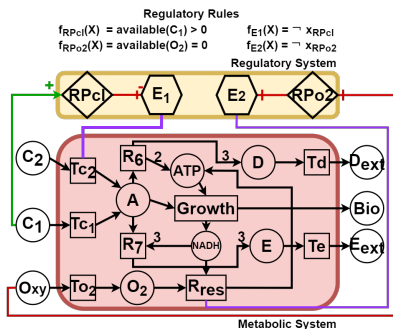 Regulatory Rules
fRPcl(X) = available(C1) > 0 fE1(X) = ¬ xRPcl
fRPo2(X) = available(O2) = 0 fE2(X) = ¬ xRPo2
Regulatory System
+
RPcl E1 E2 RPo2
C2 Tc2 R6 2 ATP 3 D Td Dext
A
C1 Tc1 Growth Bio
R7 3 NADH 3 E Te Eext
Oxy To2 O2 Rres
Metabolic System